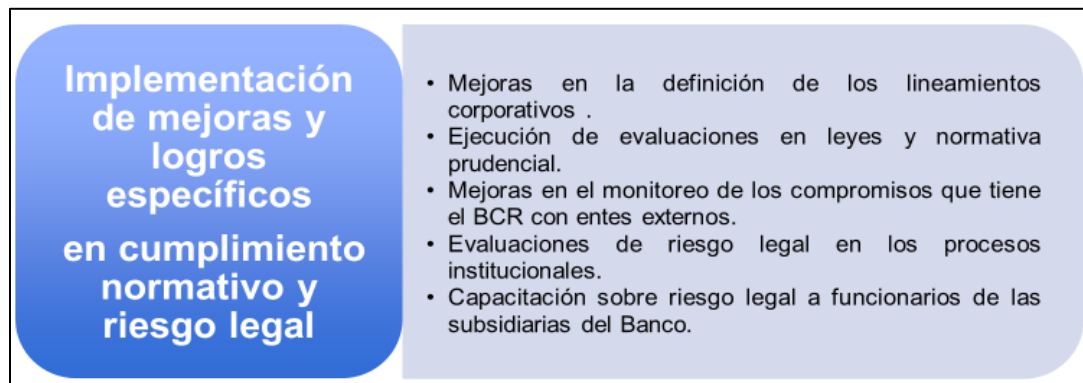 Implementación
de mejoras y
logros
específicos
en cumplimiento
normativo y
riesgo legal
• Mejoras en la definición de los lineamientos
corporativos .
• Ejecución de evaluaciones en leyes y normativa
prudencial.
• Mejoras en el monitoreo de los compromisos que tiene
el BCR con entes externos.
• Evaluaciones de riesgo legal en los procesos
institucionales.
• Capacitación sobre riesgo legal a funcionarios de las
subsidiarias del Banco.